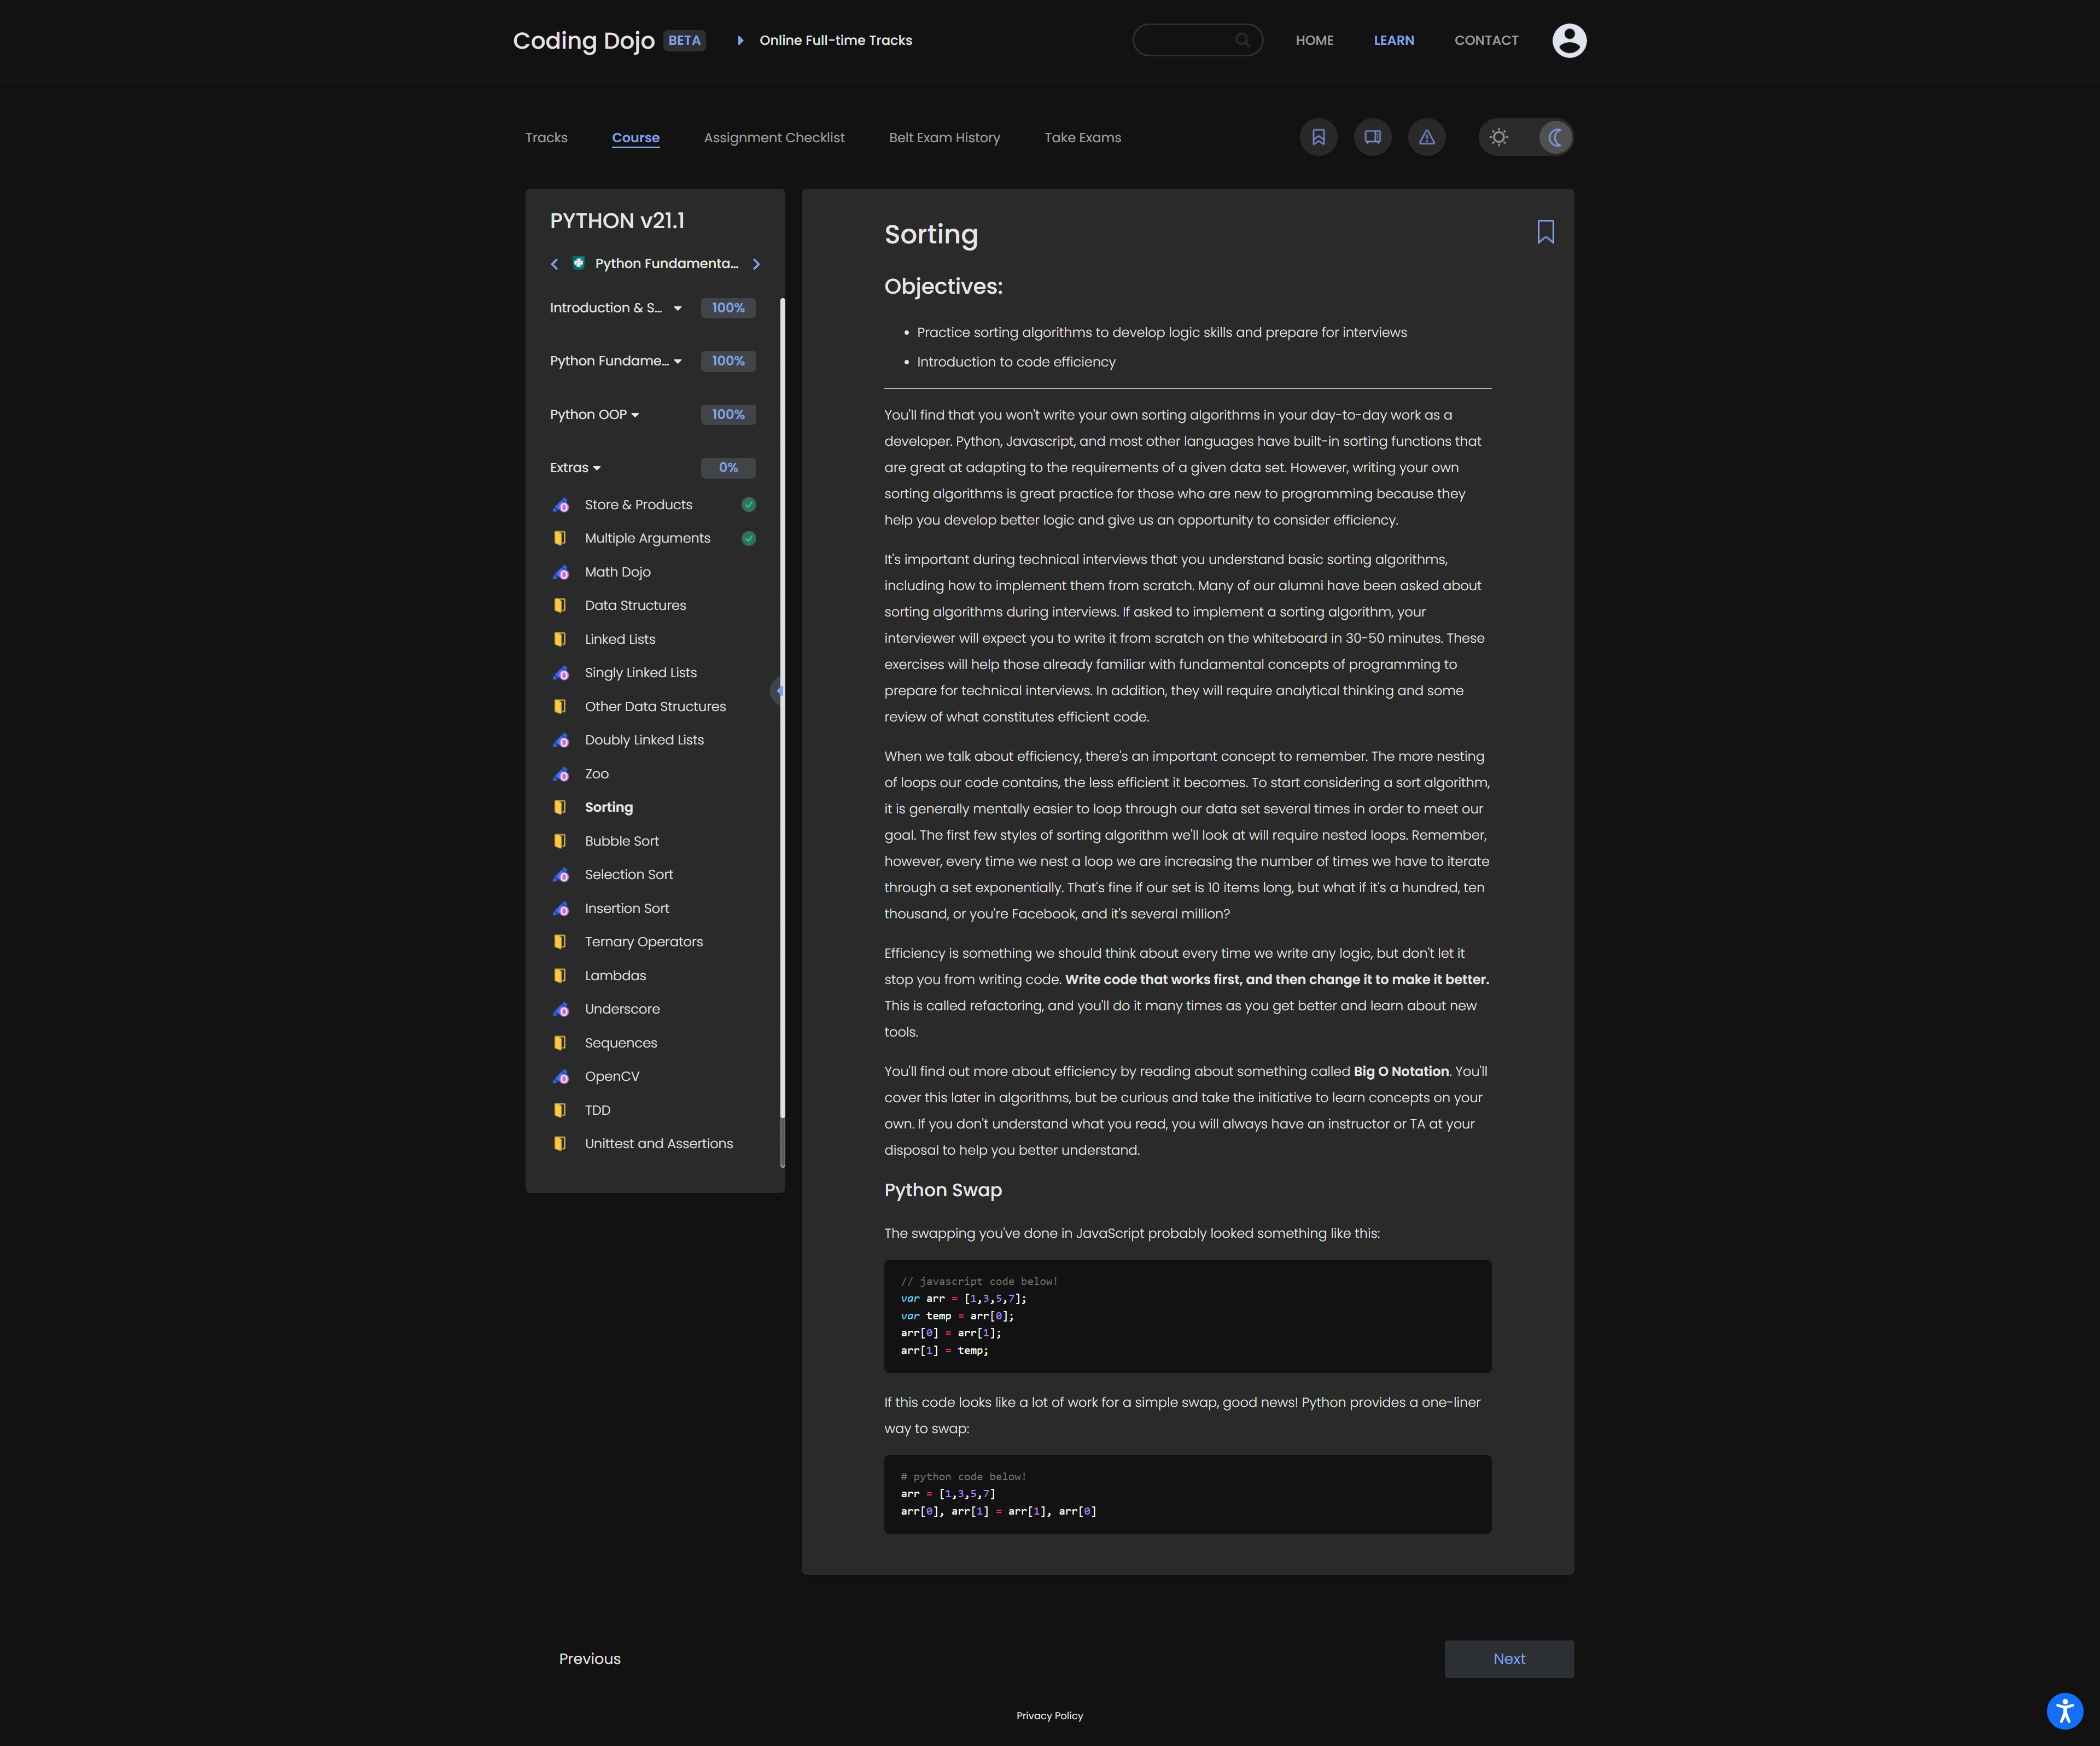 Coding Dojo BETA Online Full-time Tracks HOME LEARN CONTACT
Tracks Course Assignment Checklist Belt Exam History Take Exams
PYTHON v21.1
Python Fundamenta...
Introduction & S... 100%
Python Fundame... 100%
Python OOP 100%
Extras 0%
Store & Products
Multiple Arguments
Math Dojo
Data Structures
Linked Lists
Singly Linked Lists
Other Data Structures
Doubly Linked Lists
Zoo
Sorting
Bubble Sort
Selection Sort
Insertion Sort
Ternary Operators
Lambdas
Underscore
Sequences
OpenCV
TDD
Unittest and Assertions
Sorting
Objectives:
• Practice sorting algorithms to develop logic skills and prepare for interviews
• Introduction to code efficiency
You'll find that you won't write your own sorting algorithms in your day-to-day work as a
developer. Python, Javascript, and most other languages have built-in sorting functions that
are great at adapting to the requirements of a given data set. However, writing your own
sorting algorithms is great practice for those who are new to programming because they
help you develop better logic and give us an opportunity to consider efficiency.
It's important during technical interviews that you understand basic sorting algorithms,
including how to implement them from scratch. Many of our alumni have been asked about
sorting algorithms during interviews. If asked to implement a sorting algorithm, your
interviewer will expect you to write it from scratch on the whiteboard in 30-50 minutes. These
exercises will help those already familiar with fundamental concepts of programming to
prepare for technical interviews. In addition, they will require analytical thinking and some
review of what constitutes efficient code.
When we talk about efficiency, there's an important concept to remember. The more nesting
of loops our code contains, the less efficient it becomes. To start considering a sort algorithm,
it is generally mentally easier to loop through our data set several times in order to meet our
goal. The first few styles of sorting algorithm we'll look at will require nested loops. Remember,
however, every time we nest a loop we are increasing the number of times we have to iterate
through a set exponentially. That's fine if our set is 10 items long, but what if it's a hundred, ten
thousand, or you're Facebook, and it's several million?
Efficiency is something we should think about every time we write any logic, but don't let it
stop you from writing code. Write code that works first, and then change it to make it better.
This is called refactoring, and you'll do it many times as you get better and learn about new
tools.
You'll find out more about efficiency by reading about something called Big O Notation. You'll
cover this later in algorithms, but be curious and take the initiative to learn concepts on your
own. If you don't understand what you read, you will always have an instructor or TA at your
disposal to help you better understand.
Python Swap
The swapping you've done in JavaScript probably looked something like this:
// javascript code below!
var arr = [1,3,5,7];
var temp = arr[0];
arr[0] = arr[1];
arr[1] = temp;
If this code looks like a lot of work for a simple swap, good news! Python provides a one-liner
way to swap:
# python code below!
arr = [1,3,5,7]
arr[0], arr[1] = arr[1], arr[0]
Previous Next
Privacy Policy